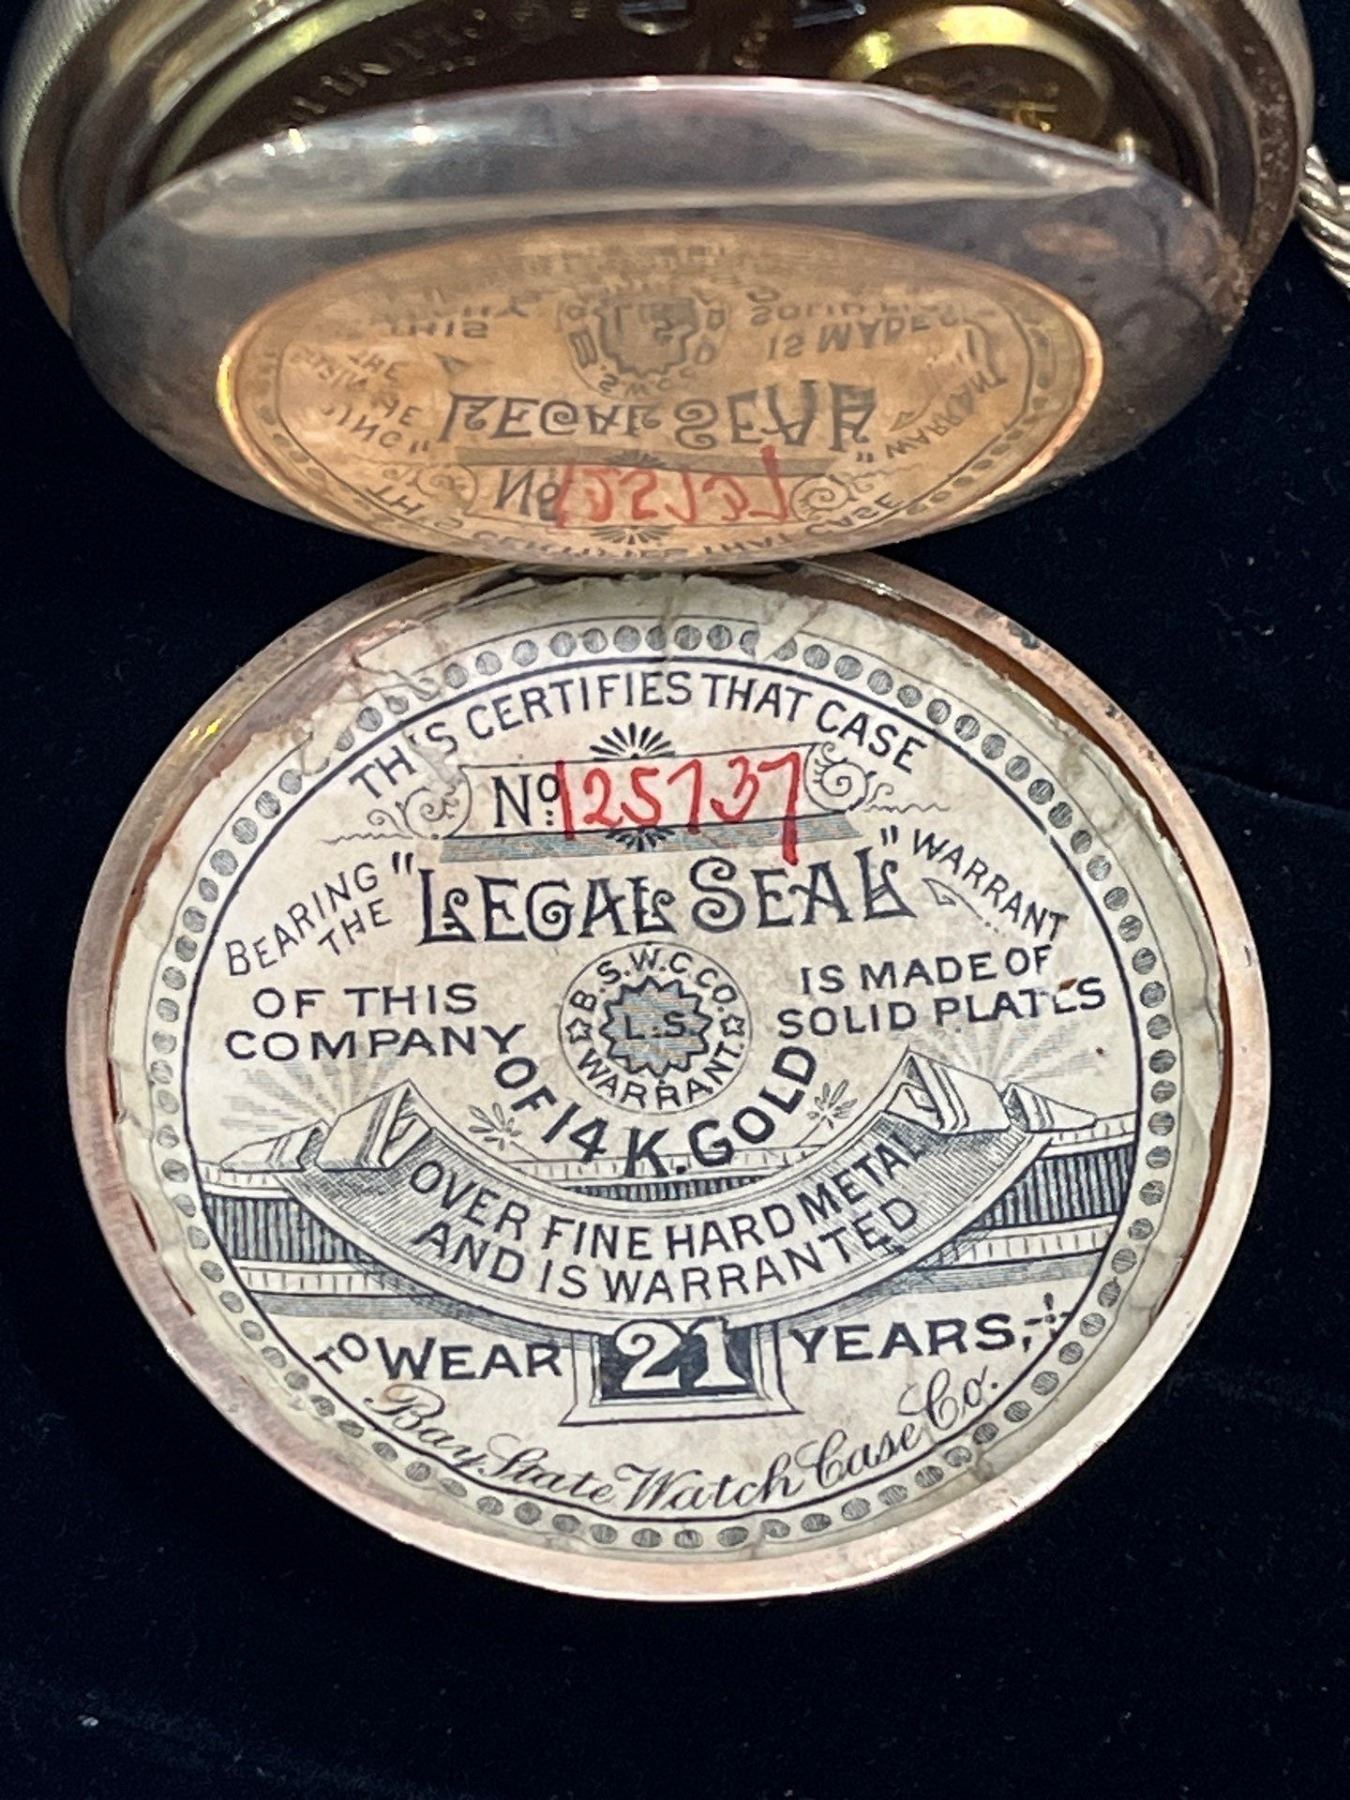 THIS CERTIFIES THAT CASE
No: 125737
BEARING THE "LEGAL SEAL" WARRANT
OF THIS COMPANY
B.S.W.C.CO.
L.S.
WARRANT.
IS MADE OF SOLID PLATES
OF 14 K. GOLD
OVER FINE HARD METAL
AND IS WARRANTED
TO WEAR 21 YEARS,
Bay State Watch Case Co.